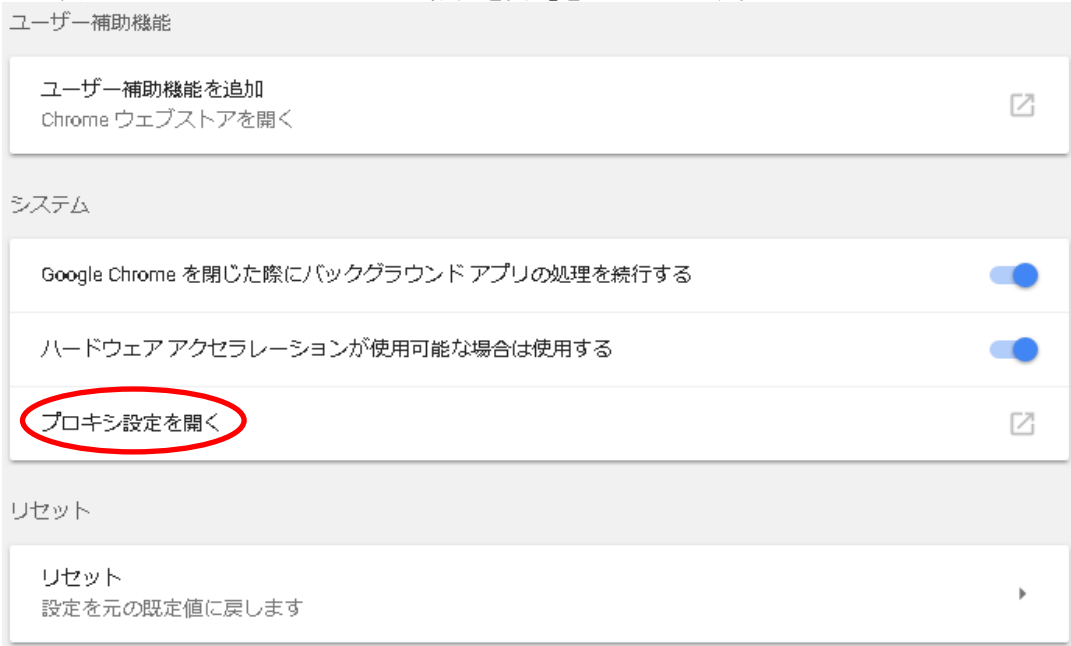 ユーザー補助機能
ユーザー補助機能を追加
Chrome ウェブストアを開く
システム
Google Chrome を閉じた際にバックグラウンド アプリの処理を続行する
ハードウェア アクセラレーションが使用可能な場合は使用する
プロキシ設定を開く
リセット
リセット
設定を元の既定値に戻します